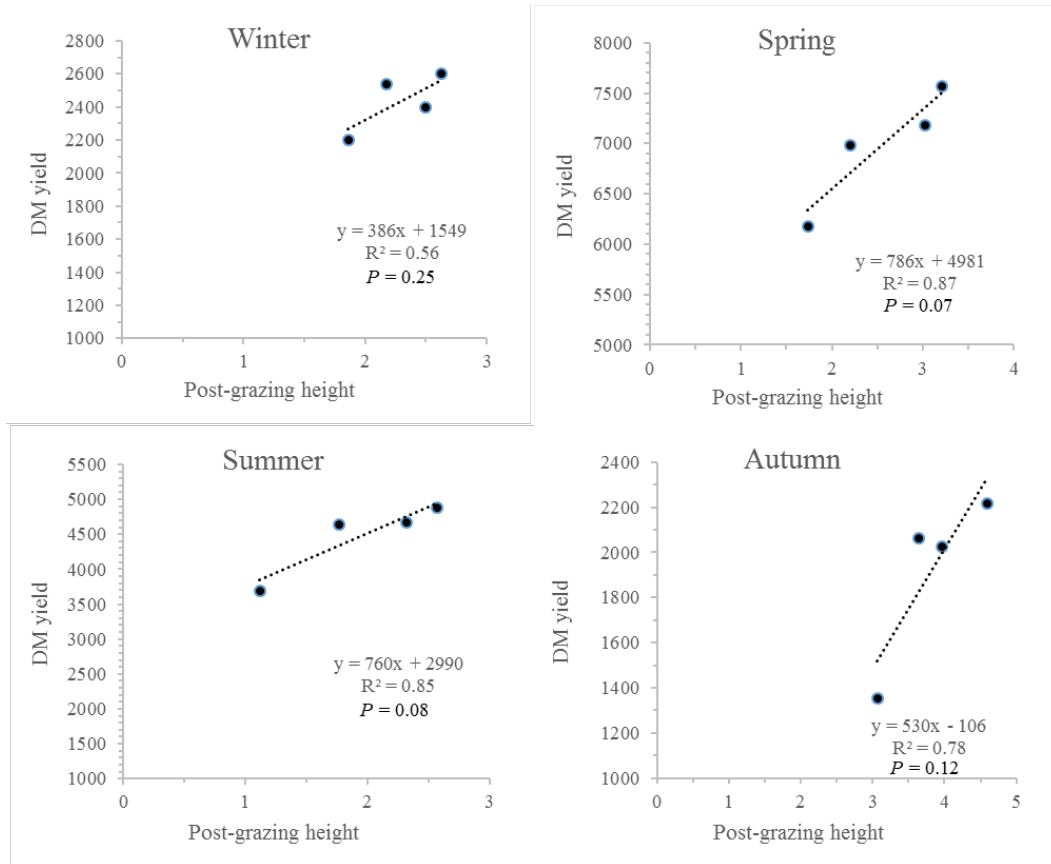 Winter
2800
2600
2400
2200
2000
1800
1600
1400
1200
1000
DM yield
y = 386x + 1549
R² = 0.56
P = 0.25
0 1 2 3
Post-grazing height
Spring
8000
7500
7000
6500
6000
5500
5000
DM yield
y = 786x + 4981
R² = 0.87
P = 0.07
0 1 2 3 4
Post-grazing height
Summer
5500
5000
4500
4000
3500
3000
2500
2000
1500
1000
DM yield
y = 760x + 2990
R² = 0.85
P = 0.08
0 1 2 3
Post-grazing height
Autumn
2400
2200
2000
1800
1600
1400
1200
1000
DM yield
y = 530x - 106
R² = 0.78
P = 0.12
0 1 2 3 4 5
Post-grazing height